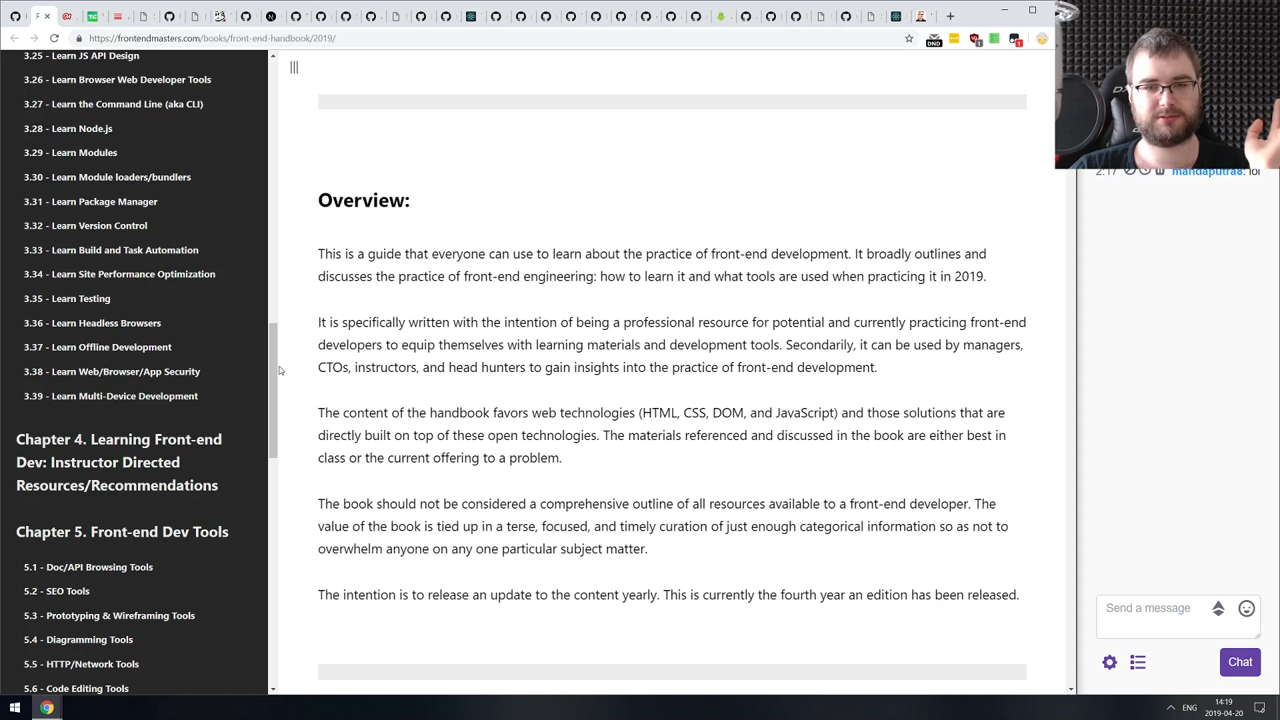 https://frontendmasters.com/books/front-end-handbook/2019/
3.25 - Learn JS API Design
3.26 - Learn Browser Web Developer Tools
3.27 - Learn the Command Line (aka CLI)
3.28 - Learn Node.js
3.29 - Learn Modules
3.30 - Learn Module loaders/bundlers
3.31 - Learn Package Manager
3.32 - Learn Version Control
3.33 - Learn Build and Task Automation
3.34 - Learn Site Performance Optimization
3.35 - Learn Testing
3.36 - Learn Headless Browsers
3.37 - Learn Offline Development
3.38 - Learn Web/Browser/App Security
3.39 - Learn Multi-Device Development
Chapter 4. Learning Front-end
Dev: Instructor Directed
Resources/Recommendations
Chapter 5. Front-end Dev Tools
5.1 - Doc/API Browsing Tools
5.2 - SEO Tools
5.3 - Prototyping & Wireframing Tools
5.4 - Diagramming Tools
5.5 - HTTP/Network Tools
5.6 - Code Editing Tools
Overview:
This is a guide that everyone can use to learn about the practice of front-end development. It broadly outlines and
discusses the practice of front-end engineering: how to learn it and what tools are used when practicing it in 2019.
It is specifically written with the intention of being a professional resource for potential and currently practicing front-end
developers to equip themselves with learning materials and development tools. Secondarily, it can be used by managers,
CTOs, instructors, and head hunters to gain insights into the practice of front-end development.
The content of the handbook favors web technologies (HTML, CSS, DOM, and JavaScript) and those solutions that are
directly built on top of these open technologies. The materials referenced and discussed in the book are either best in
class or the current offering to a problem.
The book should not be considered a comprehensive outline of all resources available to a front-end developer. The
value of the book is tied up in a terse, focused, and timely curation of just enough categorical information so as not to
overwhelm anyone on any one particular subject matter.
The intention is to release an update to the content yearly. This is currently the fourth year an edition has been released.
DND
1
1
2:17 mandaputra8: lol
Send a message
Chat
ENG
14:19
2019-04-20